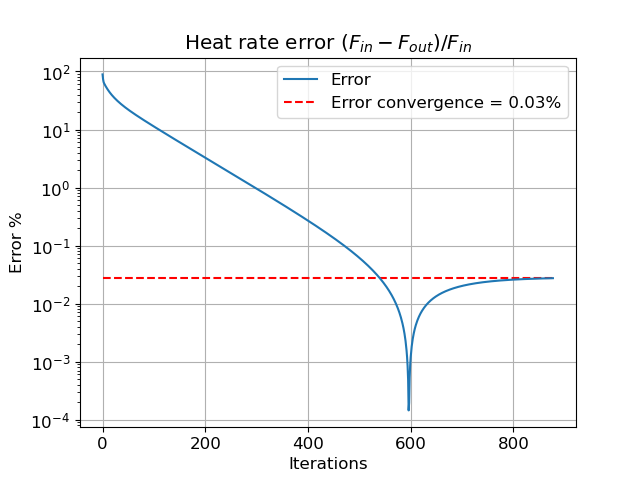 Heat rate error (F_in − F_out)/F_in
Error
Error convergence = 0.03%
Error %
10^2
10^1
10^0
10^−1
10^−2
10^−3
10^−4
0 200 400 600 800
Iterations